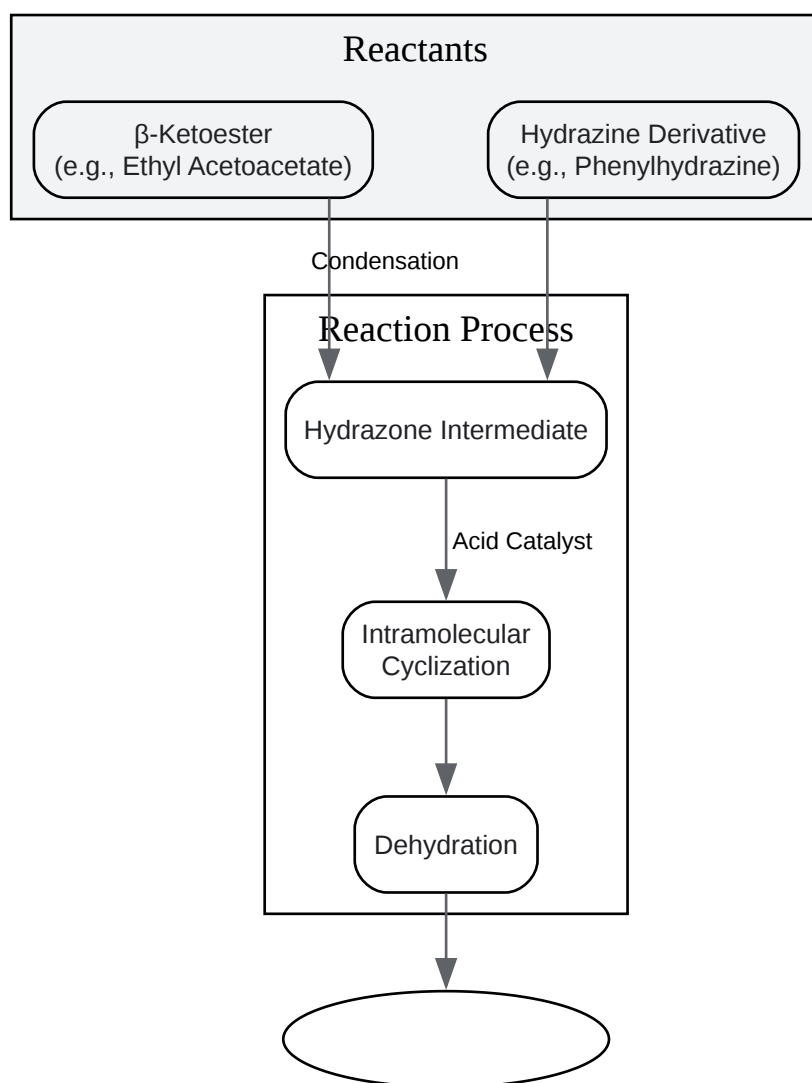 Reactants
β-Ketoester
(e.g., Ethyl Acetoacetate)
Hydrazine Derivative
(e.g., Phenylhydrazine)
Condensation
Reaction Process
Hydrazone Intermediate
Acid Catalyst
Intramolecular
Cyclization
Dehydration